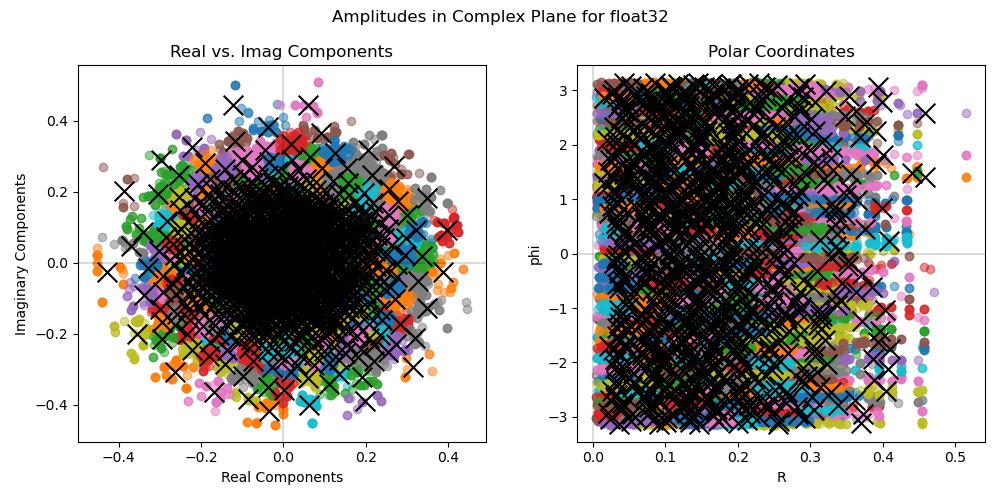 Amplitudes in Complex Plane for float32
Real vs. Imag Components
Imaginary Components
0.4
0.2
0.0
−0.2
−0.4
−0.4 −0.2 0.0 0.2 0.4
Real Components
Polar Coordinates
phi
3
2
1
0
−1
−2
−3
0.0 0.1 0.2 0.3 0.4 0.5
R